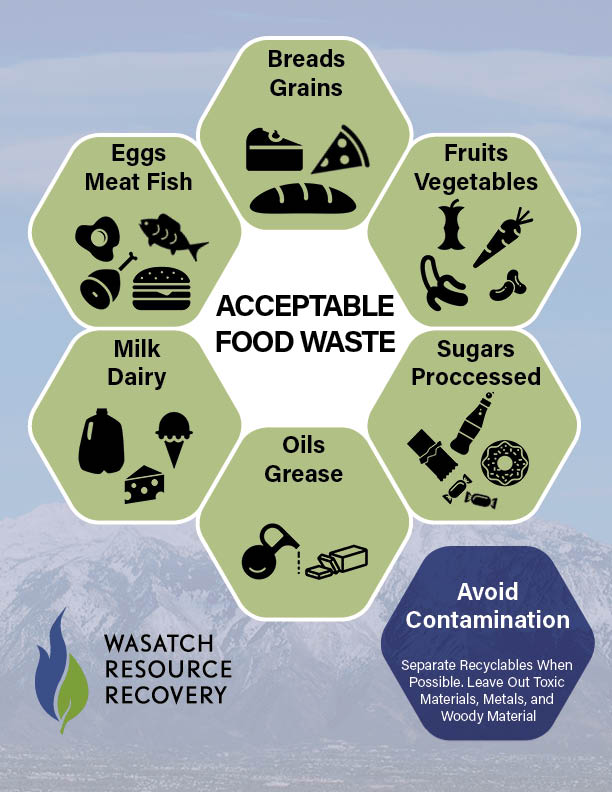 Breads
Grains
Eggs
Meat Fish
Fruits
Vegetables
ACCEPTABLE
FOOD WASTE
Milk
Dairy
Sugars
Proccessed
Oils
Grease
Avoid
Contamination
Separate Recyclables When
Possible. Leave Out Toxic
Materials, Metals, and
Woody Material
WASATCH
RESOURCE
RECOVERY